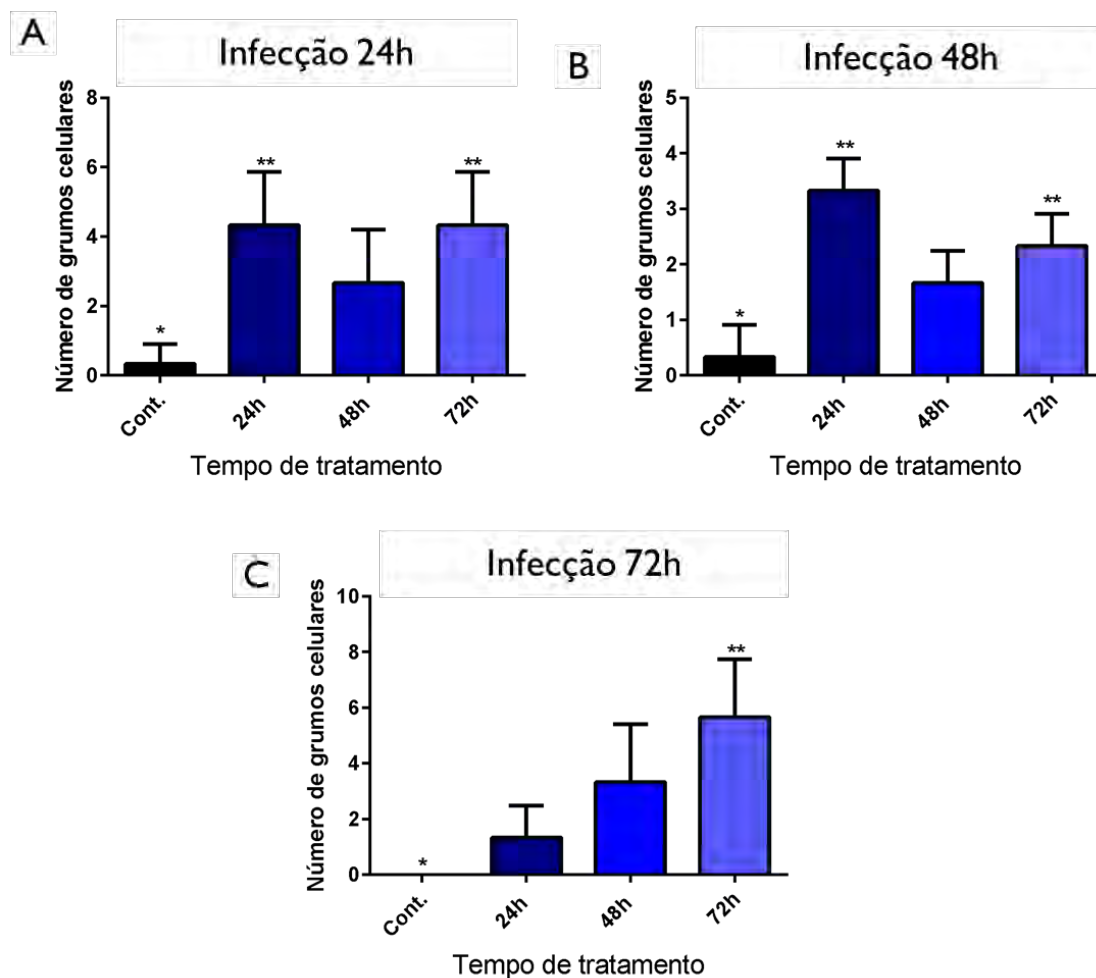 A
Infecção 24h
Número de grumos celulares
8
6
4
2
0
*
**
**
Cont.
24h
48h
72h
Tempo de tratamento
B
Infecção 48h
Número de grumos celulares
5
4
3
2
1
0
*
**
**
Cont.
24h
48h
72h
Tempo de tratamento
C
Infecção 72h
Número de grumos celulares
10
8
6
4
2
0
*
**
Cont.
24h
48h
72h
Tempo de tratamento